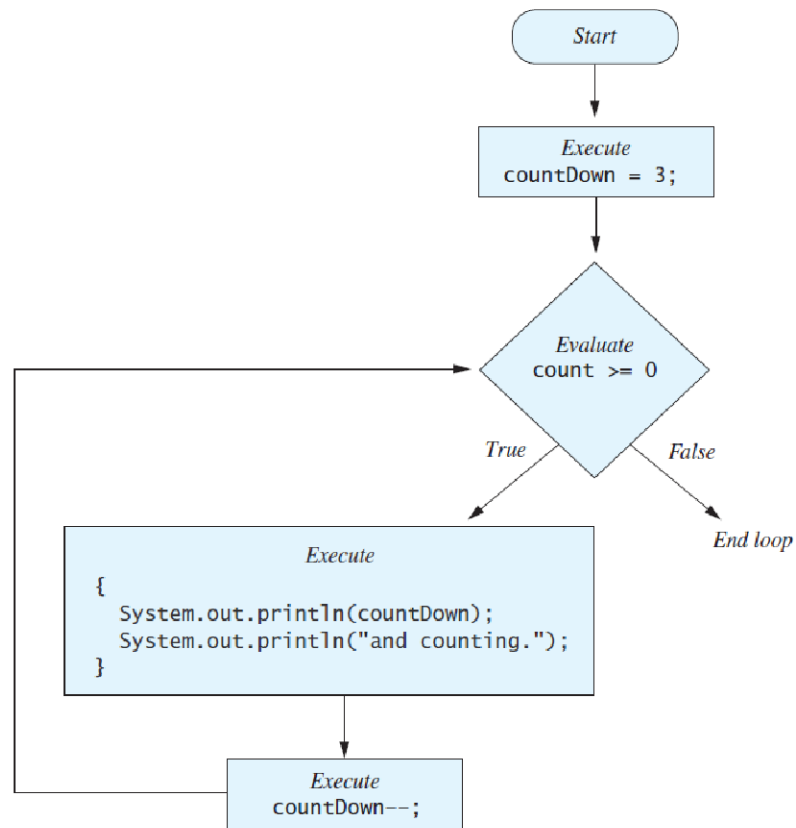 Start
Execute
countDown = 3;
Evaluate
count >= 0
True
False
End loop
Execute
{
System.out.println(countDown);
System.out.println("and counting.");
}
Execute
countDown--;